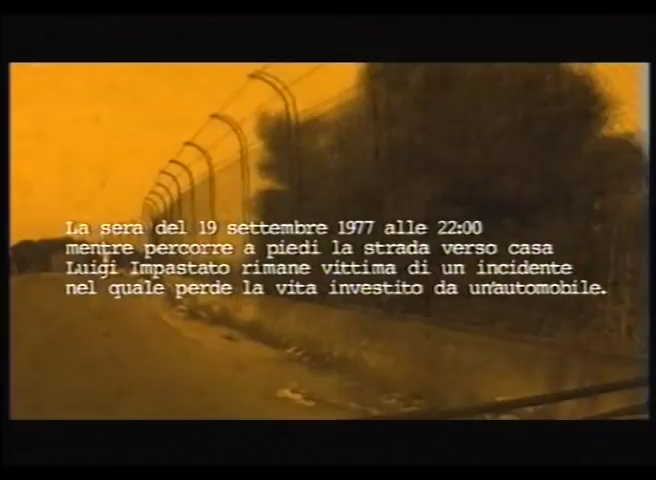 La sera del 19 settembre 1977 alle 22:00
mentre percorre a piedi la strada verso casa
Luigi Impastato rimane vittima di un incidente
nel quale perde la vita investito da un'automobile.